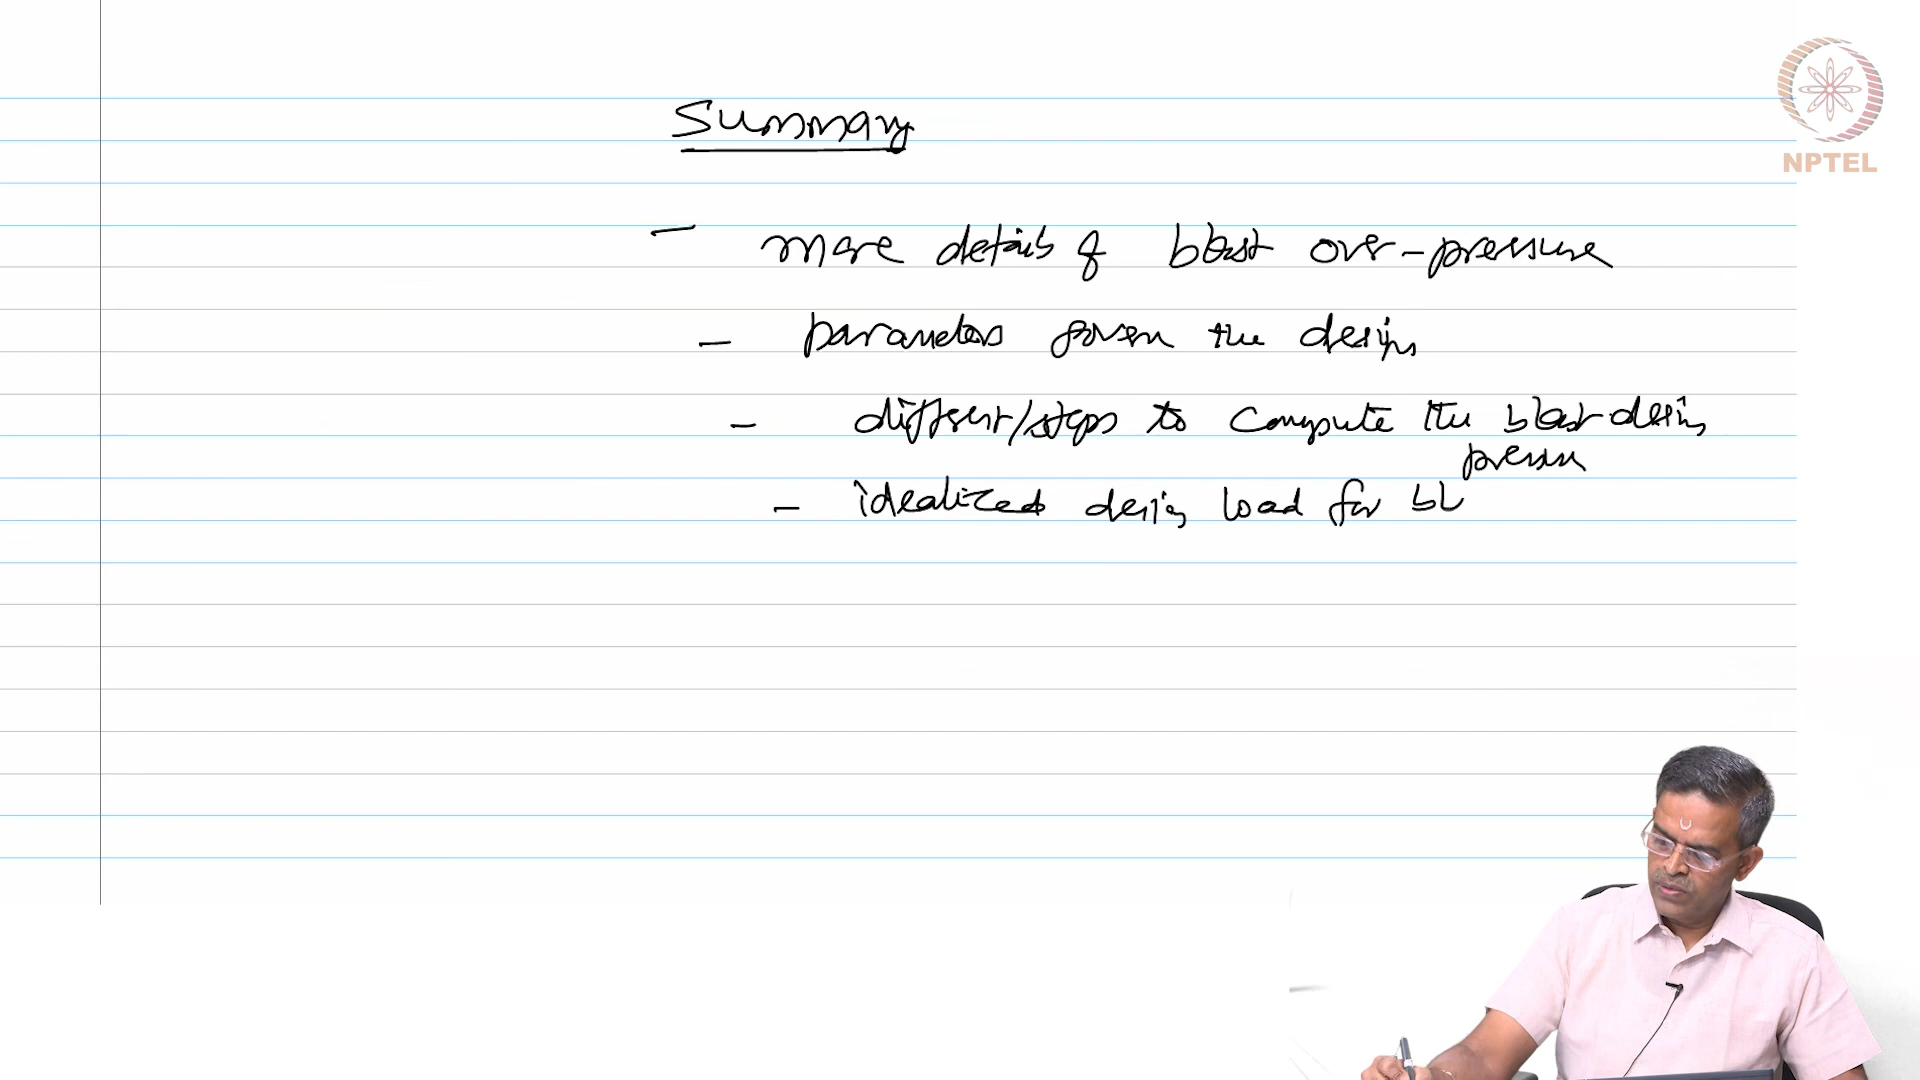 NPTEL
Summary
- more details of blast over-pressure
- parameters govern the design
- different/steps to compute the blast design
pressure
- idealized design load for bl